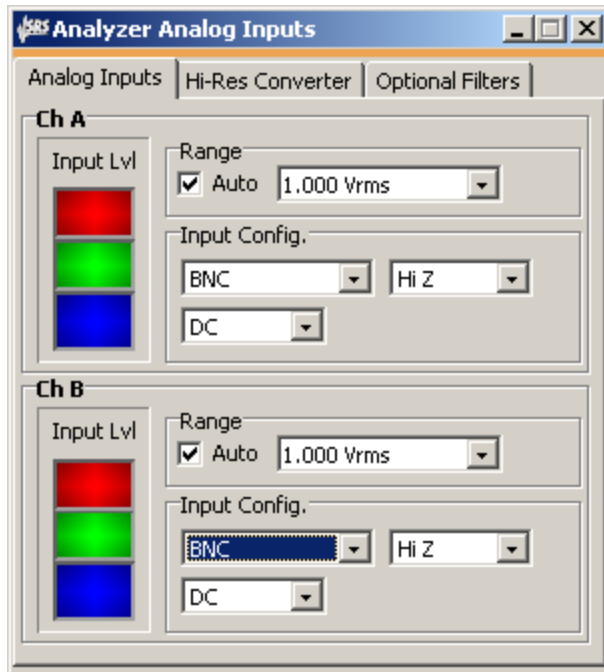 SRS Analyzer Analog Inputs
Analog Inputs Hi-Res Converter Optional Filters
Ch A
Input Lvl
Range
Auto 1.000 Vrms
Input Config.
BNC Hi Z
DC
Ch B
Input Lvl
Range
Auto 1.000 Vrms
Input Config.
BNC Hi Z
DC